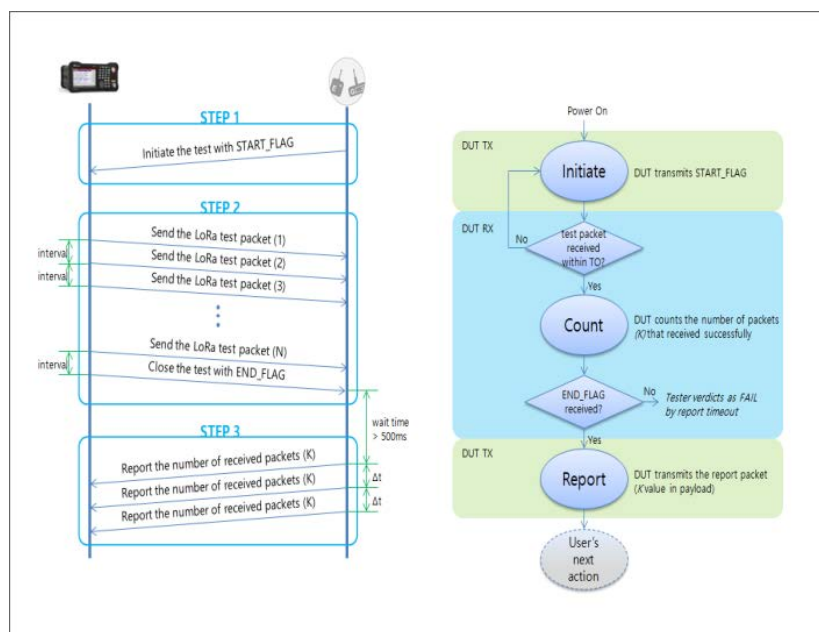 STEP 1
Initiate the test with START_FLAG
STEP 2
Send the LoRa test packet (1)
interval
Send the LoRa test packet (2)
interval
Send the LoRa test packet (3)
Send the LoRa test packet (N)
interval
Close the test with END_FLAG
wait time
> 500ms
STEP 3
Report the number of received packets (K)
Δt
Report the number of received packets (K)
Δt
Report the number of received packets (K)
Power On
DUT TX
Initiate
DUT transmits START_FLAG
DUT RX
No
test packet
received
within TO?
Yes
Count
DUT counts the number of packets
(K) that received successfully
END_FLAG
received?
No
Tester verdicts as FAIL
by report timeout
Yes
DUT TX
Report
DUT transmits the report packet
(K value in payload)
User's
next
action